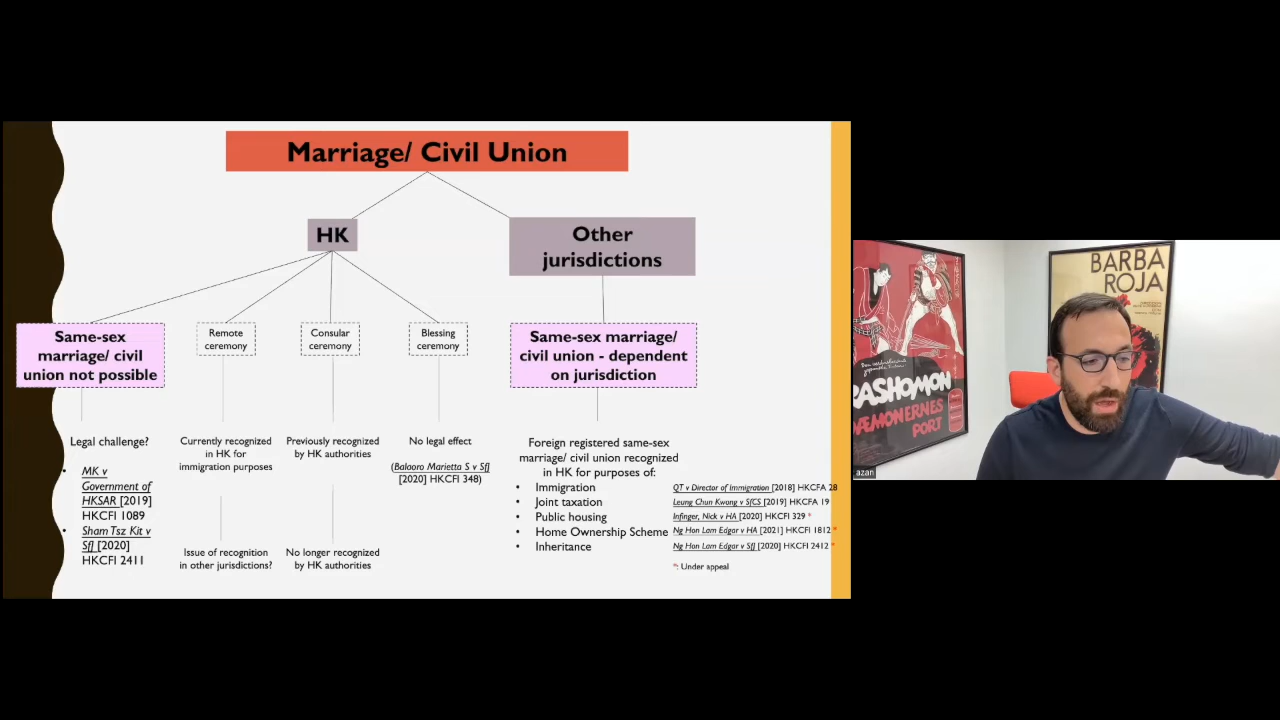 Marriage/ Civil Union
HK
Other
jurisdictions
Same-sex
marriage/ civil
union not possible
Remote
ceremony
Consular
ceremony
Blessing
ceremony
Same-sex marriage/
civil union - dependent
on jurisdiction
Legal challenge?
• MK v
Government of
HKSAR [2019]
HKCFI 1089
• Sham Tsz Kit v
SfJ [2020]
HKCFI 2411
Currently recognized
in HK for
immigration purposes
Issue of recognition
in other jurisdictions?
Previously recognized
by HK authorities
No longer recognized
by HK authorities
No legal effect
(Balooro Marietta S v SfJ
[2020] HKCFI 348)
Foreign registered same-sex
marriage/ civil union recognized
in HK for purposes of:
• Immigration
• Joint taxation
• Public housing
• Home Ownership Scheme
• Inheritance
QT v Director of Immigration [2018] HKCFA 28
Leung Chun Kwong v SfCS [2019] HKCFA 19
Infinger, Nick v HA [2020] HKCFI 329 *
Ng Hon Lam Edgar v HA [2021] HKCFI 1812 *
Ng Hon Lam Edgar v SfJ [2020] HKCFI 2412 *
*: Under appeal
BARBA
ROJA
RASHOMON
DÆMONERNES
PORT
azan